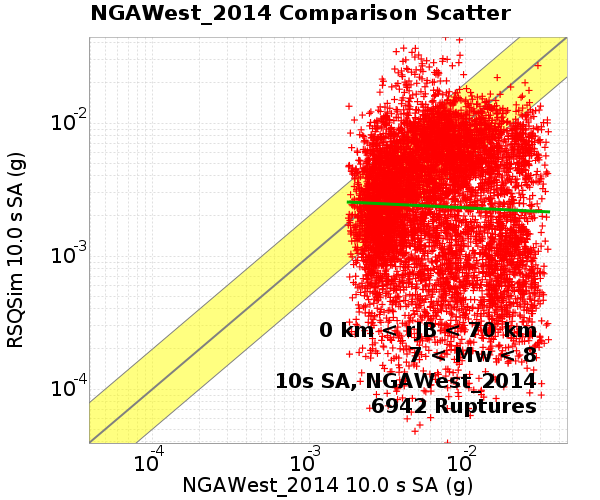 NGAWest_2014 Comparison Scatter
RSQSim 10.0 s SA (g)
10-2
10-3
10-4
0 km < rJB < 70 km
7 < Mw < 8
10s SA, NGAWest_2014
6942 Ruptures
10-4 10-3 10-2
NGAWest_2014 10.0 s SA (g)